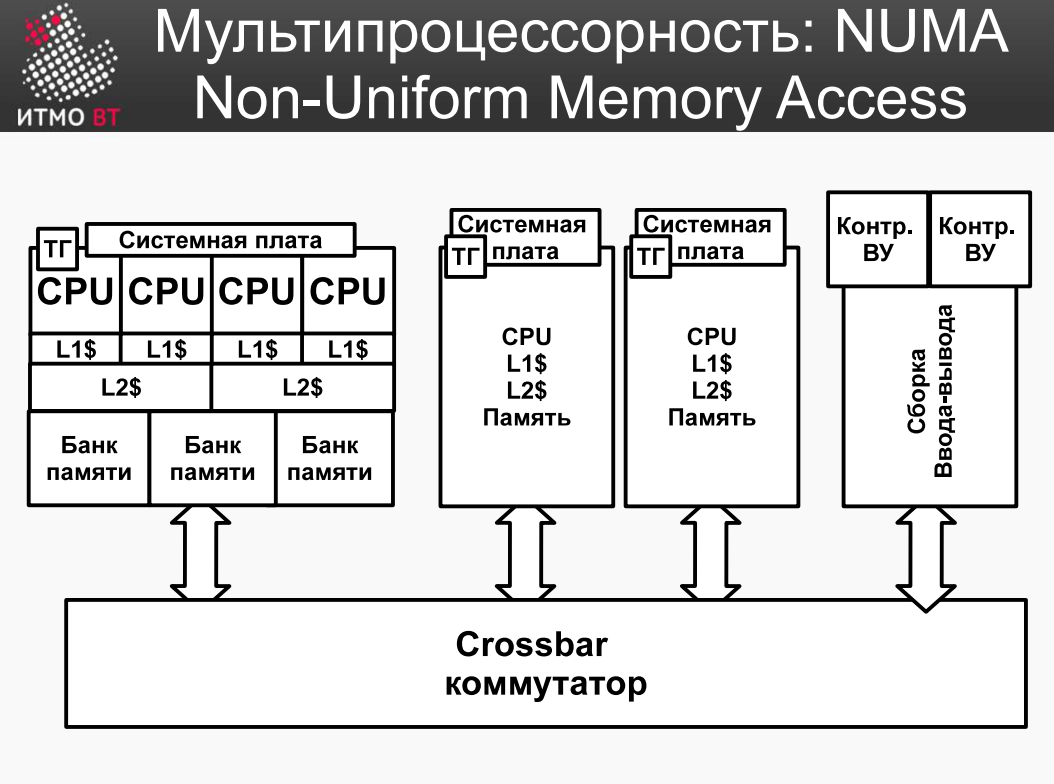 Мультипроцессорность: NUMA
Non-Uniform Memory Access
ИТМО ВТ
ТГ
Системная плата
CPU CPU CPU CPU
L1$ L1$ L1$ L1$
L2$ L2$
Банк
памяти
Банк
памяти
Банк
памяти
Системная
ТГ плата
CPU
L1$
L2$
Память
Системная
ТГ плата
CPU
L1$
L2$
Память
Контр.
ВУ
Контр.
ВУ
Сборка
Ввода-вывода
Crossbar
коммутатор